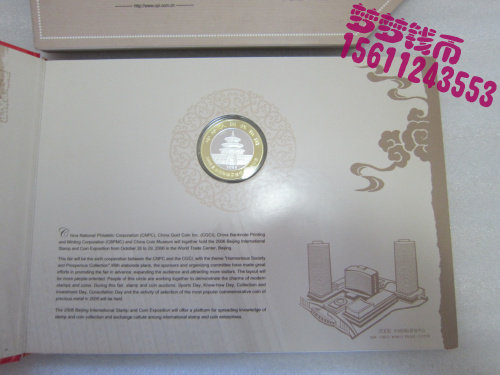 http://www.cpi.com.cn
梦梦钱币
15611243553
China National Philatelic Corporation (CNPC), China Gold Coin Inc. (CGCI), China Banknote Printing
and Minting Corporation (CBPMC) and China Coin Museum will together hold the 2006 Beijing International
Stamp and Coin Exposition from October 26 to 29, 2006 in the World Trade Center, Beijing.
This fair will be the sixth cooperation between the CNPC and the CGCI, with the theme "Harmonious Society
and Prosperous Collection". With elaborate plans, the sponsors and organizing committee have made great
efforts in promoting the fair in advance, expanding the audience and attracting more visitors. The layout will
be more people-oriented. People of this circle are working together to demonstrate the charms of modern
stamps and coins. During this fair, stamp and coin auctions, Sports Day, Know-how Day, Collection and
Investment Day, Consultation Day and the activity of selection of the most popular commemorative coin of
precious metal in 2005 will be held.
The 2006 Beijing International Stamp and Coin Exposition will offer a platform for spreading knowledge of
stamp and coin collection and exchange culture among international stamp and coin enterprises.